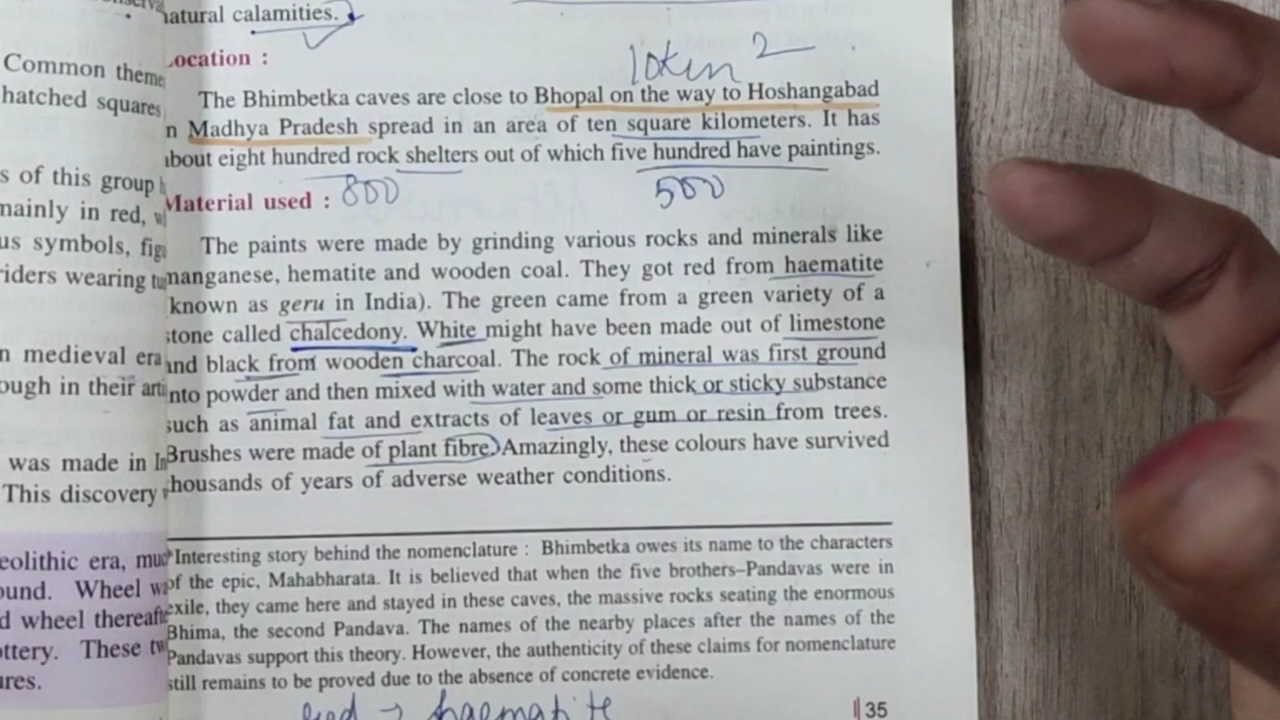 natural calamities.
Common theme
hatched squares
s of this group
mainly in red,
us symbols,
riders wearing
n medieval era
ough in their
was made in
This discovery
eolithic era,
ound. Wheel
d wheel
ottery. These
ures.
ocation :
10km 2
The Bhimbetka caves are close to Bhopal on the way to Hoshangabad
n Madhya Pradesh spread in an area of ten square kilometers. It has
about eight hundred rock shelters out of which five hundred have paintings.
800
500
Material used :
The paints were made by grinding various rocks and minerals like
manganese, hematite and wooden coal. They got red from haematite
known as geru in India). The green came from a green variety of a
stone called chalcedony. White might have been made out of limestone
and black from wooden charcoal. The rock of mineral was first ground
nto powder and then mixed with water and some thick or sticky substance
such as animal fat and extracts of leaves or gum or resin from trees.
Brushes were made of plant fibre. Amazingly, these colours have survived
thousands of years of adverse weather conditions.
Interesting story behind the nomenclature : Bhimbetka owes its name to the characters
of the epic, Mahabharata. It is believed that when the five brothers–Pandavas were in
exile, they came here and stayed in these caves, the massive rocks seating the enormous
Bhima, the second Pandava. The names of the nearby places after the names of the
Pandavas support this theory. However, the authenticity of these claims for nomenclature
still remains to be proved due to the absence of concrete evidence.
Red → haematite
35